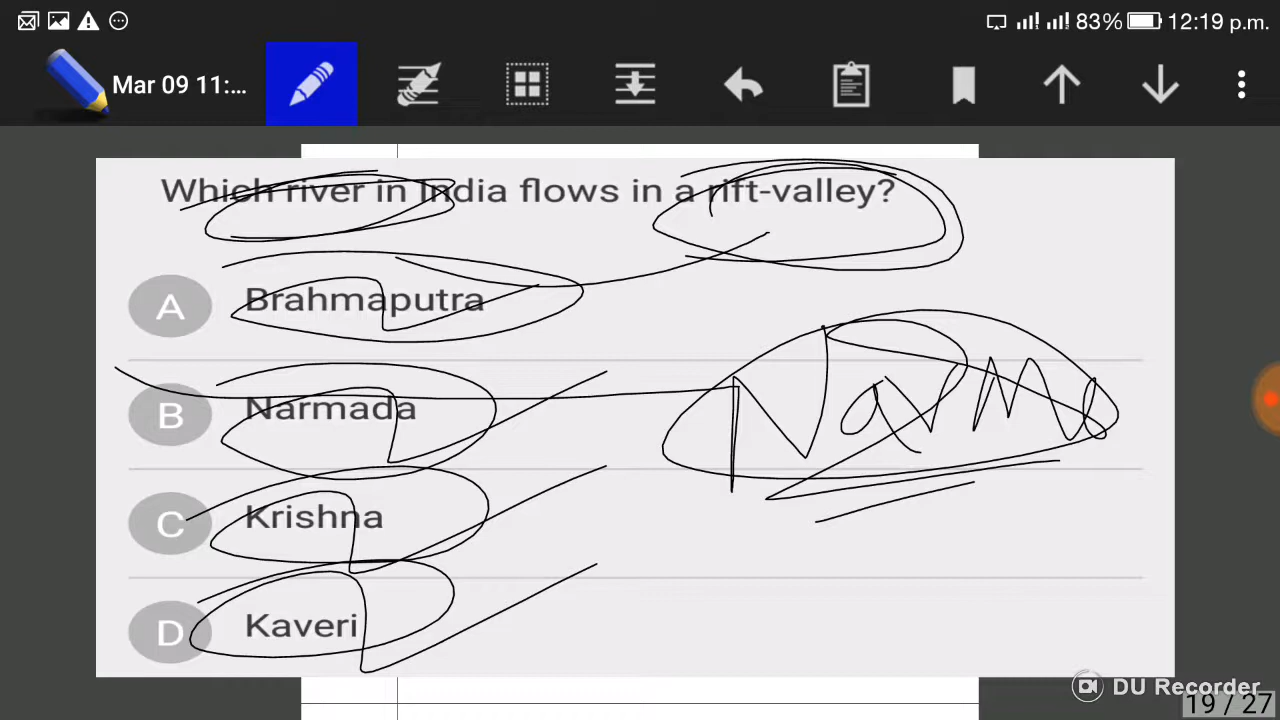 83% 12:19 p.m.
Mar 09 11:...
Which river in India flows in a rift-valley?
A Brahmaputra
B Narmada
Narma
C Krishna
D Kaveri
DU Recorder
19 / 27